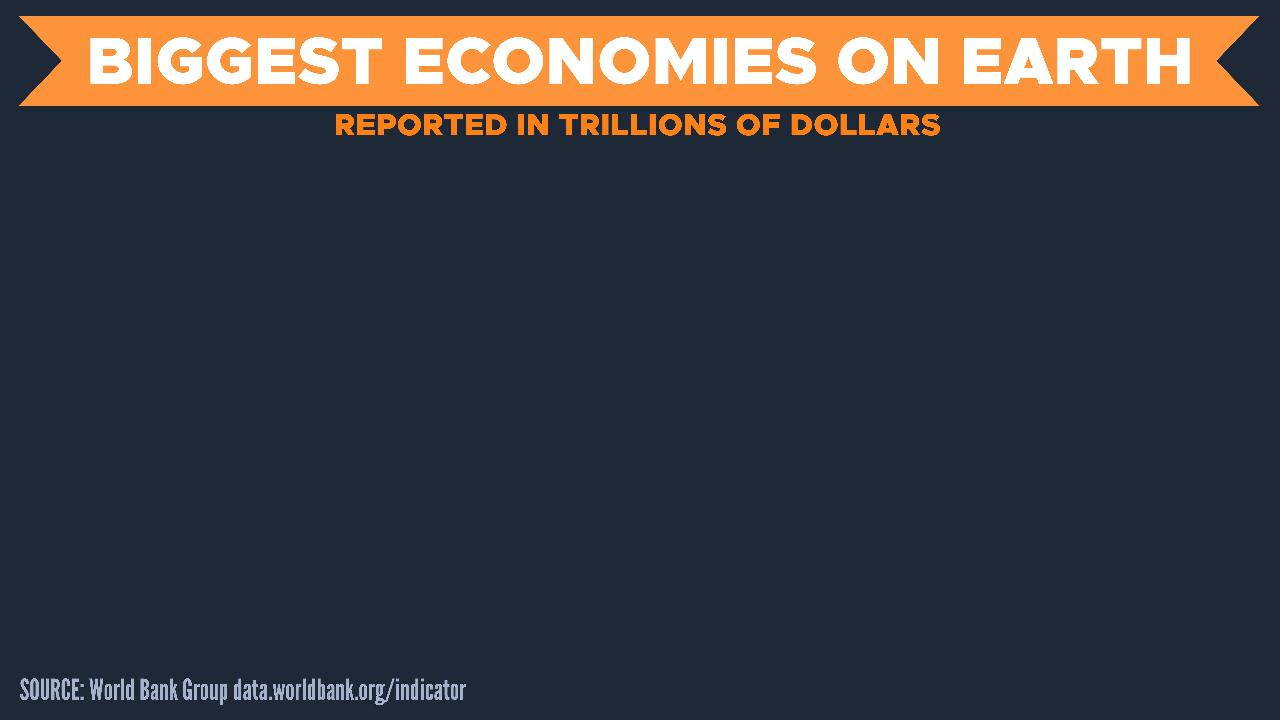 BIGGEST ECONOMIES ON EARTH
REPORTED IN TRILLIONS OF DOLLARS
SOURCE: World Bank Group data.worldbank.org/indicator